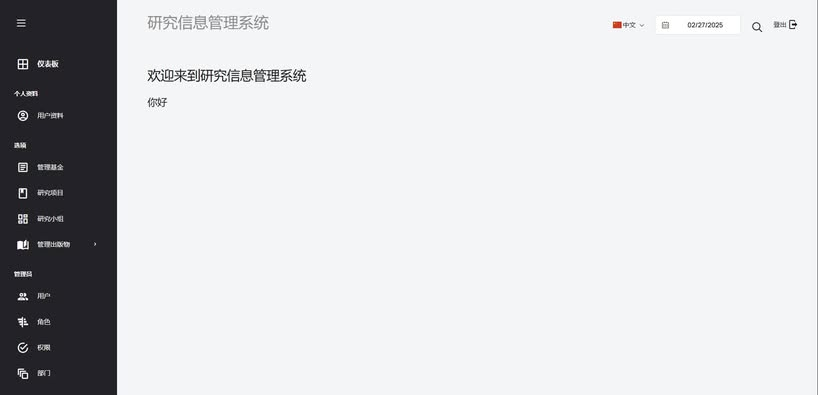 研究信息管理系统
中文
02/27/2025
登出
仪表板
个人资料
用户资料
选稿
管理基金
研究项目
研究小组
管理出版物
管理员
用户
角色
权限
部门
欢迎来到研究信息管理系统
你好